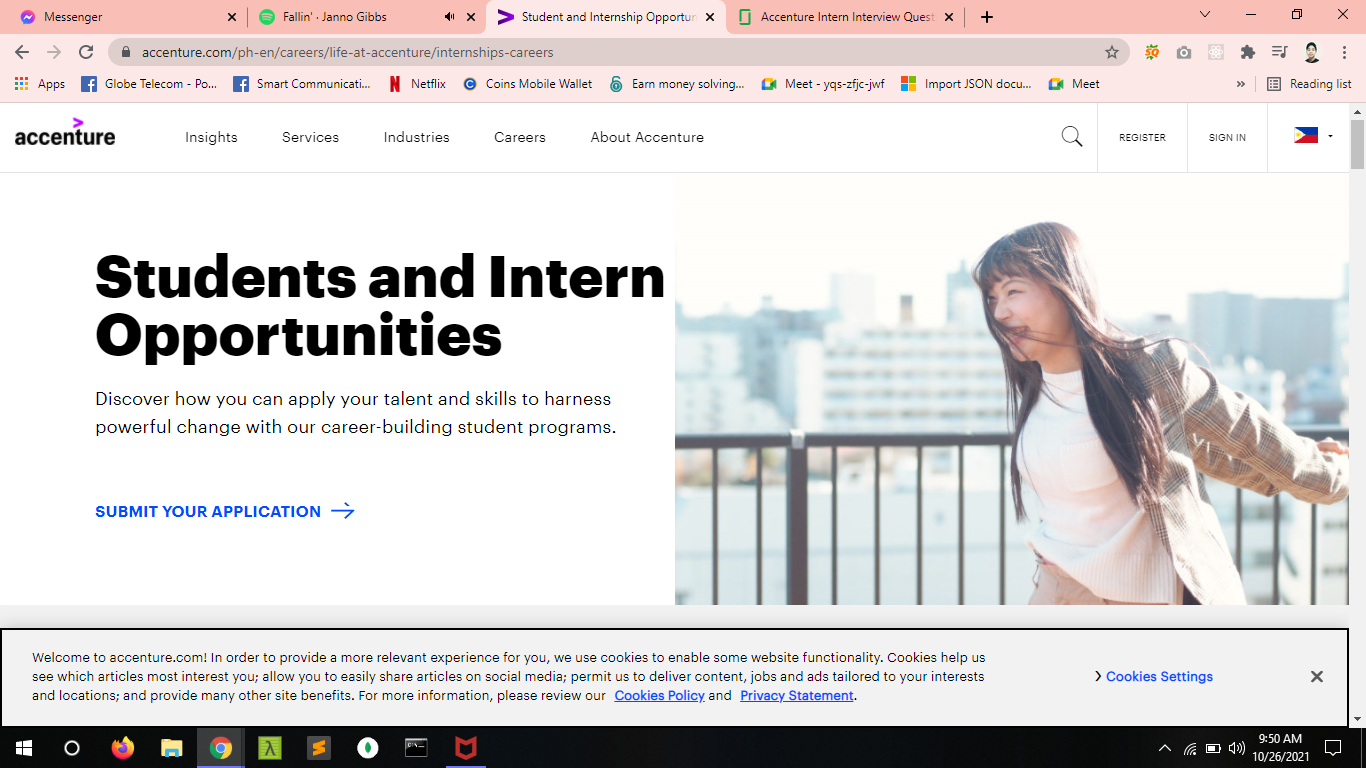 Messenger
Fallin' · Janno Gibbs
Student and Internship Opportun
Accenture Intern Interview Quest
accenture.com/ph-en/careers/life-at-accenture/internships-careers
Apps
Globe Telecom - Po...
Smart Communicati...
Netflix
Coins Mobile Wallet
Earn money solving...
Meet - yqs-zfjc-jwf
Import JSON docu...
Meet
»
Reading list
accenture
Insights
Services
Industries
Careers
About Accenture
REGISTER
SIGN IN
Students and Intern
Opportunities
Discover how you can apply your talent and skills to harness
powerful change with our career-building student programs.
SUBMIT YOUR APPLICATION
Welcome to accenture.com! In order to provide a more relevant experience for you, we use cookies to enable some website functionality. Cookies help us
see which articles most interest you; allow you to easily share articles on social media; permit us to deliver content, jobs and ads tailored to your interests
and locations; and provide many other site benefits. For more information, please review our Cookies Policy and Privacy Statement.
Cookies Settings
9:50 AM
10/26/2021